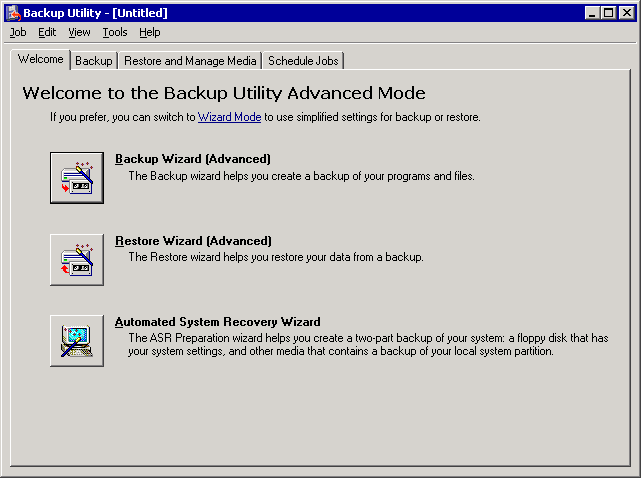 Backup Utility - [Untitled]
Job Edit View Tools Help
Welcome Backup Restore and Manage Media Schedule Jobs
Welcome to the Backup Utility Advanced Mode
If you prefer, you can switch to Wizard Mode to use simplified settings for backup or restore.
Backup Wizard (Advanced)
The Backup wizard helps you create a backup of your programs and files.
Restore Wizard (Advanced)
The Restore wizard helps you restore your data from a backup.
Automated System Recovery Wizard
The ASR Preparation wizard helps you create a two-part backup of your system: a floppy disk that has
your system settings, and other media that contains a backup of your local system partition.